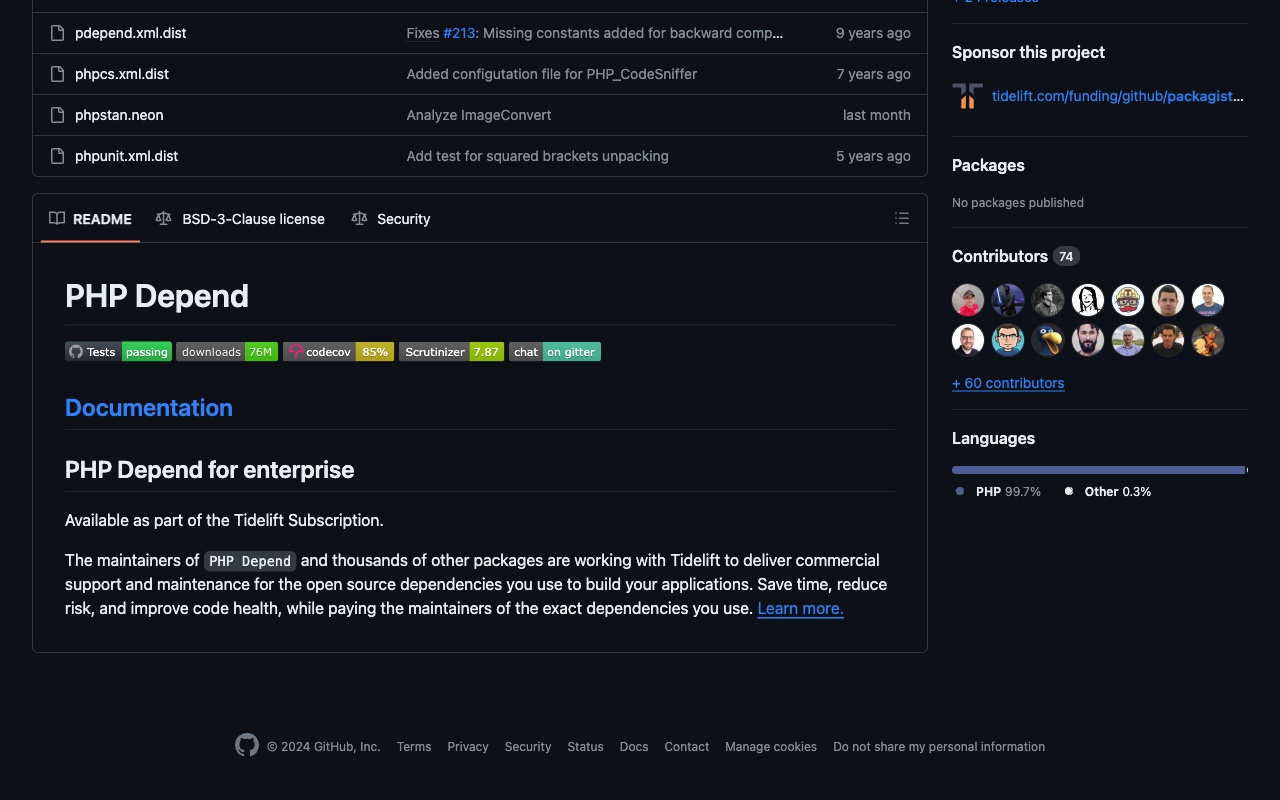 + 24 releases
pdepend.xml.dist Fixes #213: Missing constants added for backward comp... 9 years ago
phpcs.xml.dist Added configutation file for PHP_CodeSniffer 7 years ago
phpstan.neon Analyze ImageConvert last month
phpunit.xml.dist Add test for squared brackets unpacking 5 years ago
README BSD-3-Clause license Security
PHP Depend
Tests passing downloads 76M codecov 85% Scrutinizer 7.87 chat on gitter
Documentation
PHP Depend for enterprise
Available as part of the Tidelift Subscription.
The maintainers of PHP Depend and thousands of other packages are working with Tidelift to deliver commercial
support and maintenance for the open source dependencies you use to build your applications. Save time, reduce
risk, and improve code health, while paying the maintainers of the exact dependencies you use. Learn more.
Sponsor this project
tidelift.com/funding/github/packagist...
Packages
No packages published
Contributors 74
+ 60 contributors
Languages
PHP 99.7% Other 0.3%
© 2024 GitHub, Inc. Terms Privacy Security Status Docs Contact Manage cookies Do not share my personal information